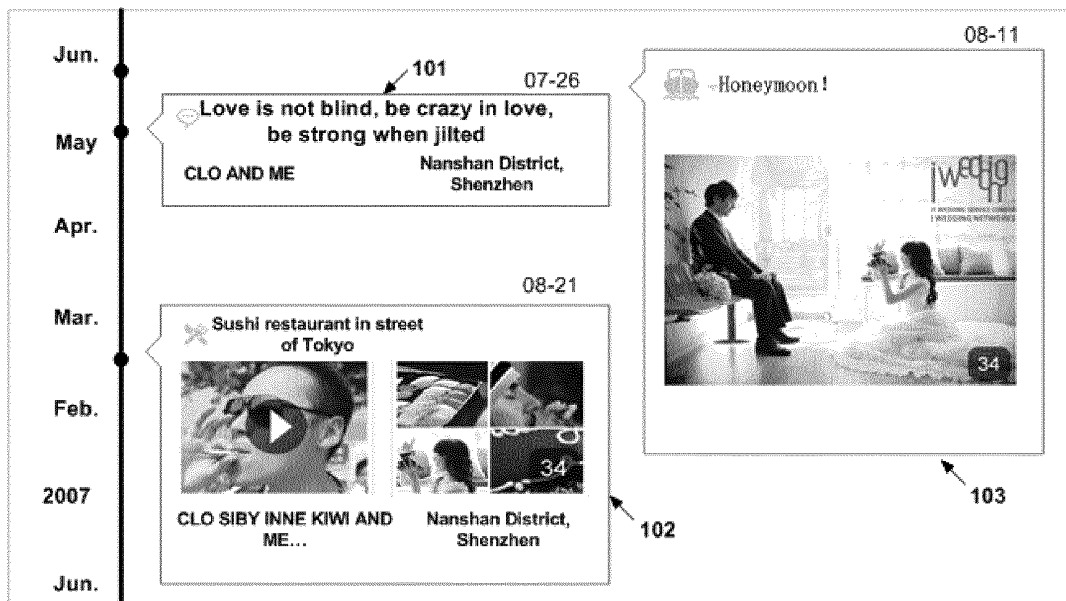 Jun.
May
Apr.
Mar.
Feb.
2007
Jun.
101
07-26
Love is not blind, be crazy in love,
be strong when jilted
CLO AND ME
Nanshan District,
Shenzhen
08-21
Sushi restaurant in street
of Tokyo
34
CLO SIBY INNE KIWI AND
ME...
Nanshan District,
Shenzhen
102
08-11
-Honeymoon!
34
103